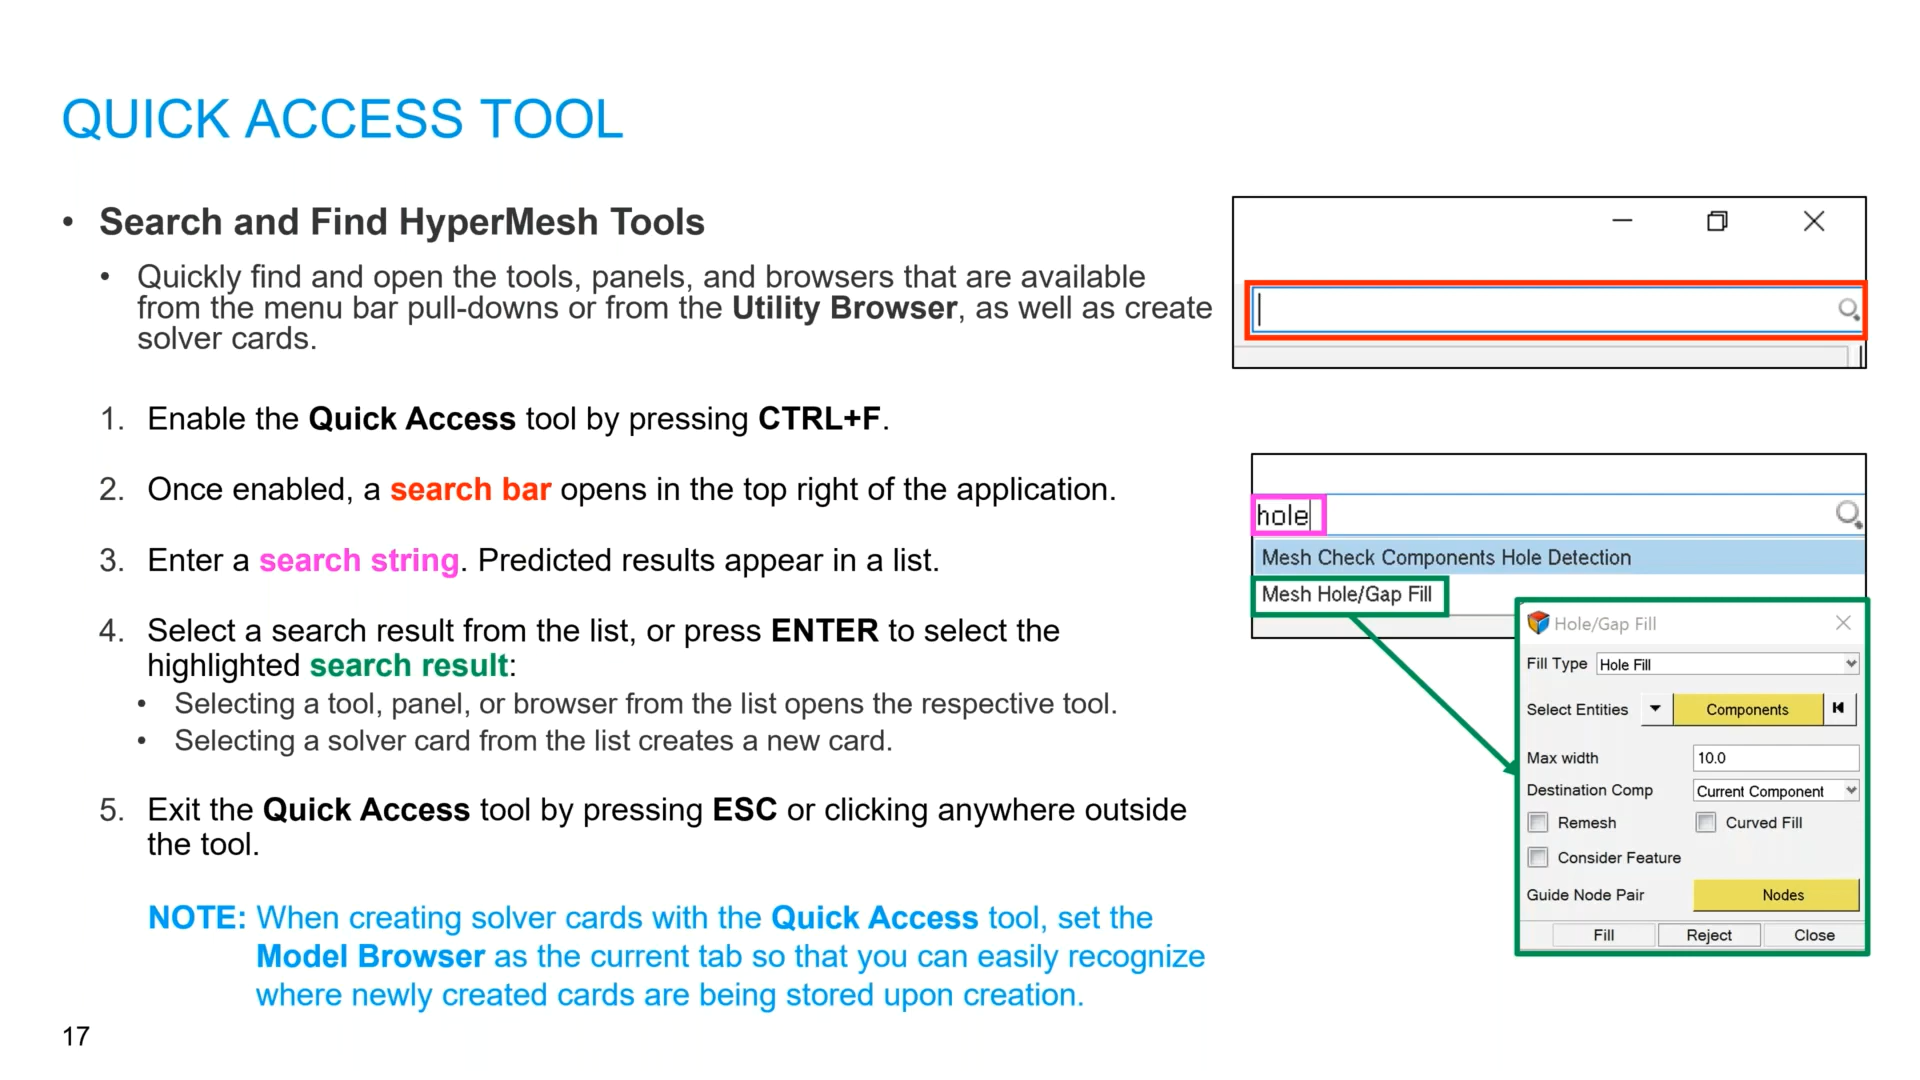 QUICK ACCESS TOOL
• Search and Find HyperMesh Tools
• Quickly find and open the tools, panels, and browsers that are available
from the menu bar pull-downs or from the Utility Browser, as well as create
solver cards.
1. Enable the Quick Access tool by pressing CTRL+F.
2. Once enabled, a search bar opens in the top right of the application.
3. Enter a search string. Predicted results appear in a list.
4. Select a search result from the list, or press ENTER to select the
highlighted search result:
• Selecting a tool, panel, or browser from the list opens the respective tool.
• Selecting a solver card from the list creates a new card.
5. Exit the Quick Access tool by pressing ESC or clicking anywhere outside
the tool.
NOTE: When creating solver cards with the Quick Access tool, set the
Model Browser as the current tab so that you can easily recognize
where newly created cards are being stored upon creation.
17
hole
Mesh Check Components Hole Detection
Mesh Hole/Gap Fill
Hole/Gap Fill
Fill Type Hole Fill
Select Entities Components
Max width 10.0
Destination Comp Current Component
Remesh Curved Fill
Consider Feature
Guide Node Pair Nodes
Fill Reject Close